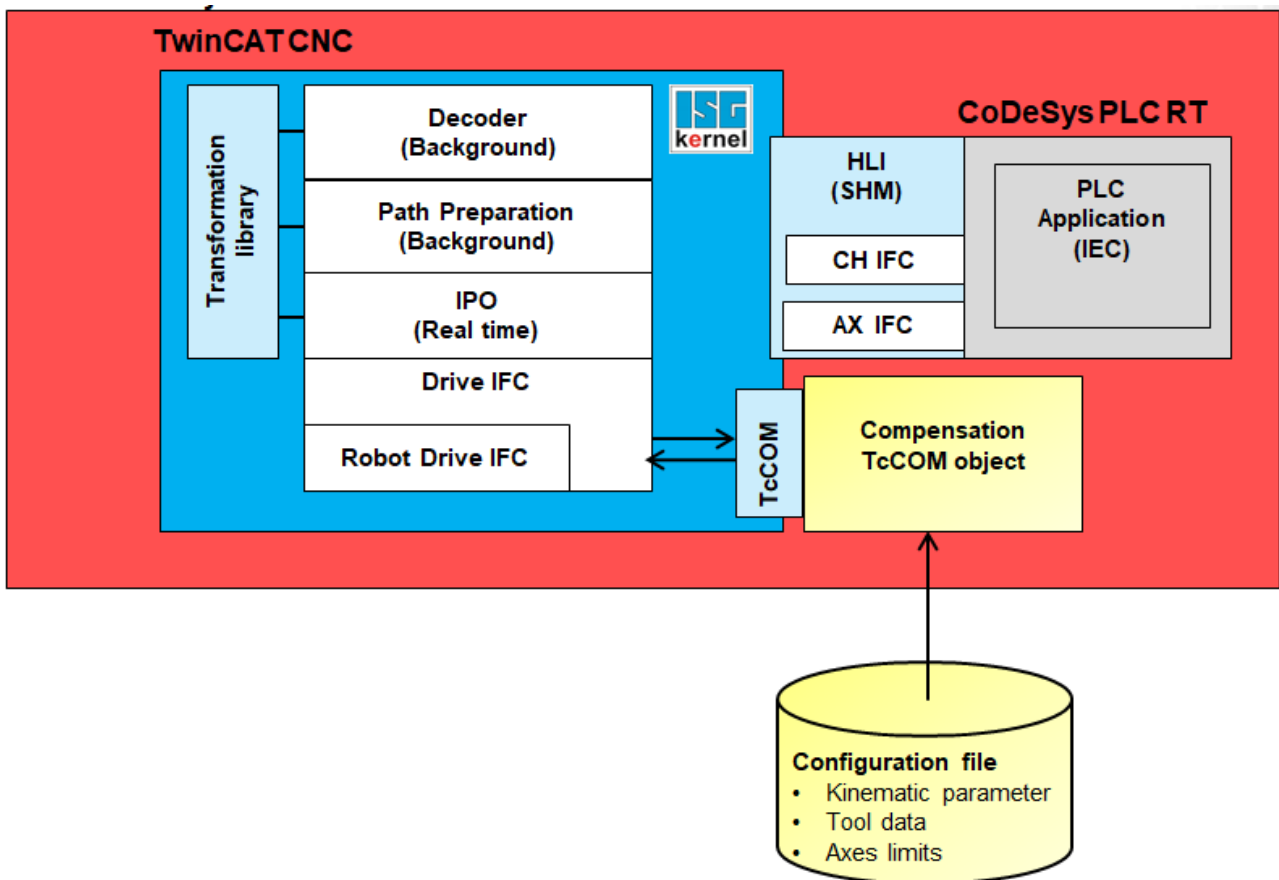 TwinCAT CNC
Transformation
library
Decoder
(Background)
Path Preparation
(Background)
IPO
(Real time)
Drive IFC
Robot Drive IFC
ISG
kernel
CoDeSys PLC RT
HLI
(SHM)
CH IFC
AX IFC
PLC
Application
(IEC)
TcCOM
Compensation
TcCOM object
Configuration file
• Kinematic parameter
• Tool data
• Axes limits